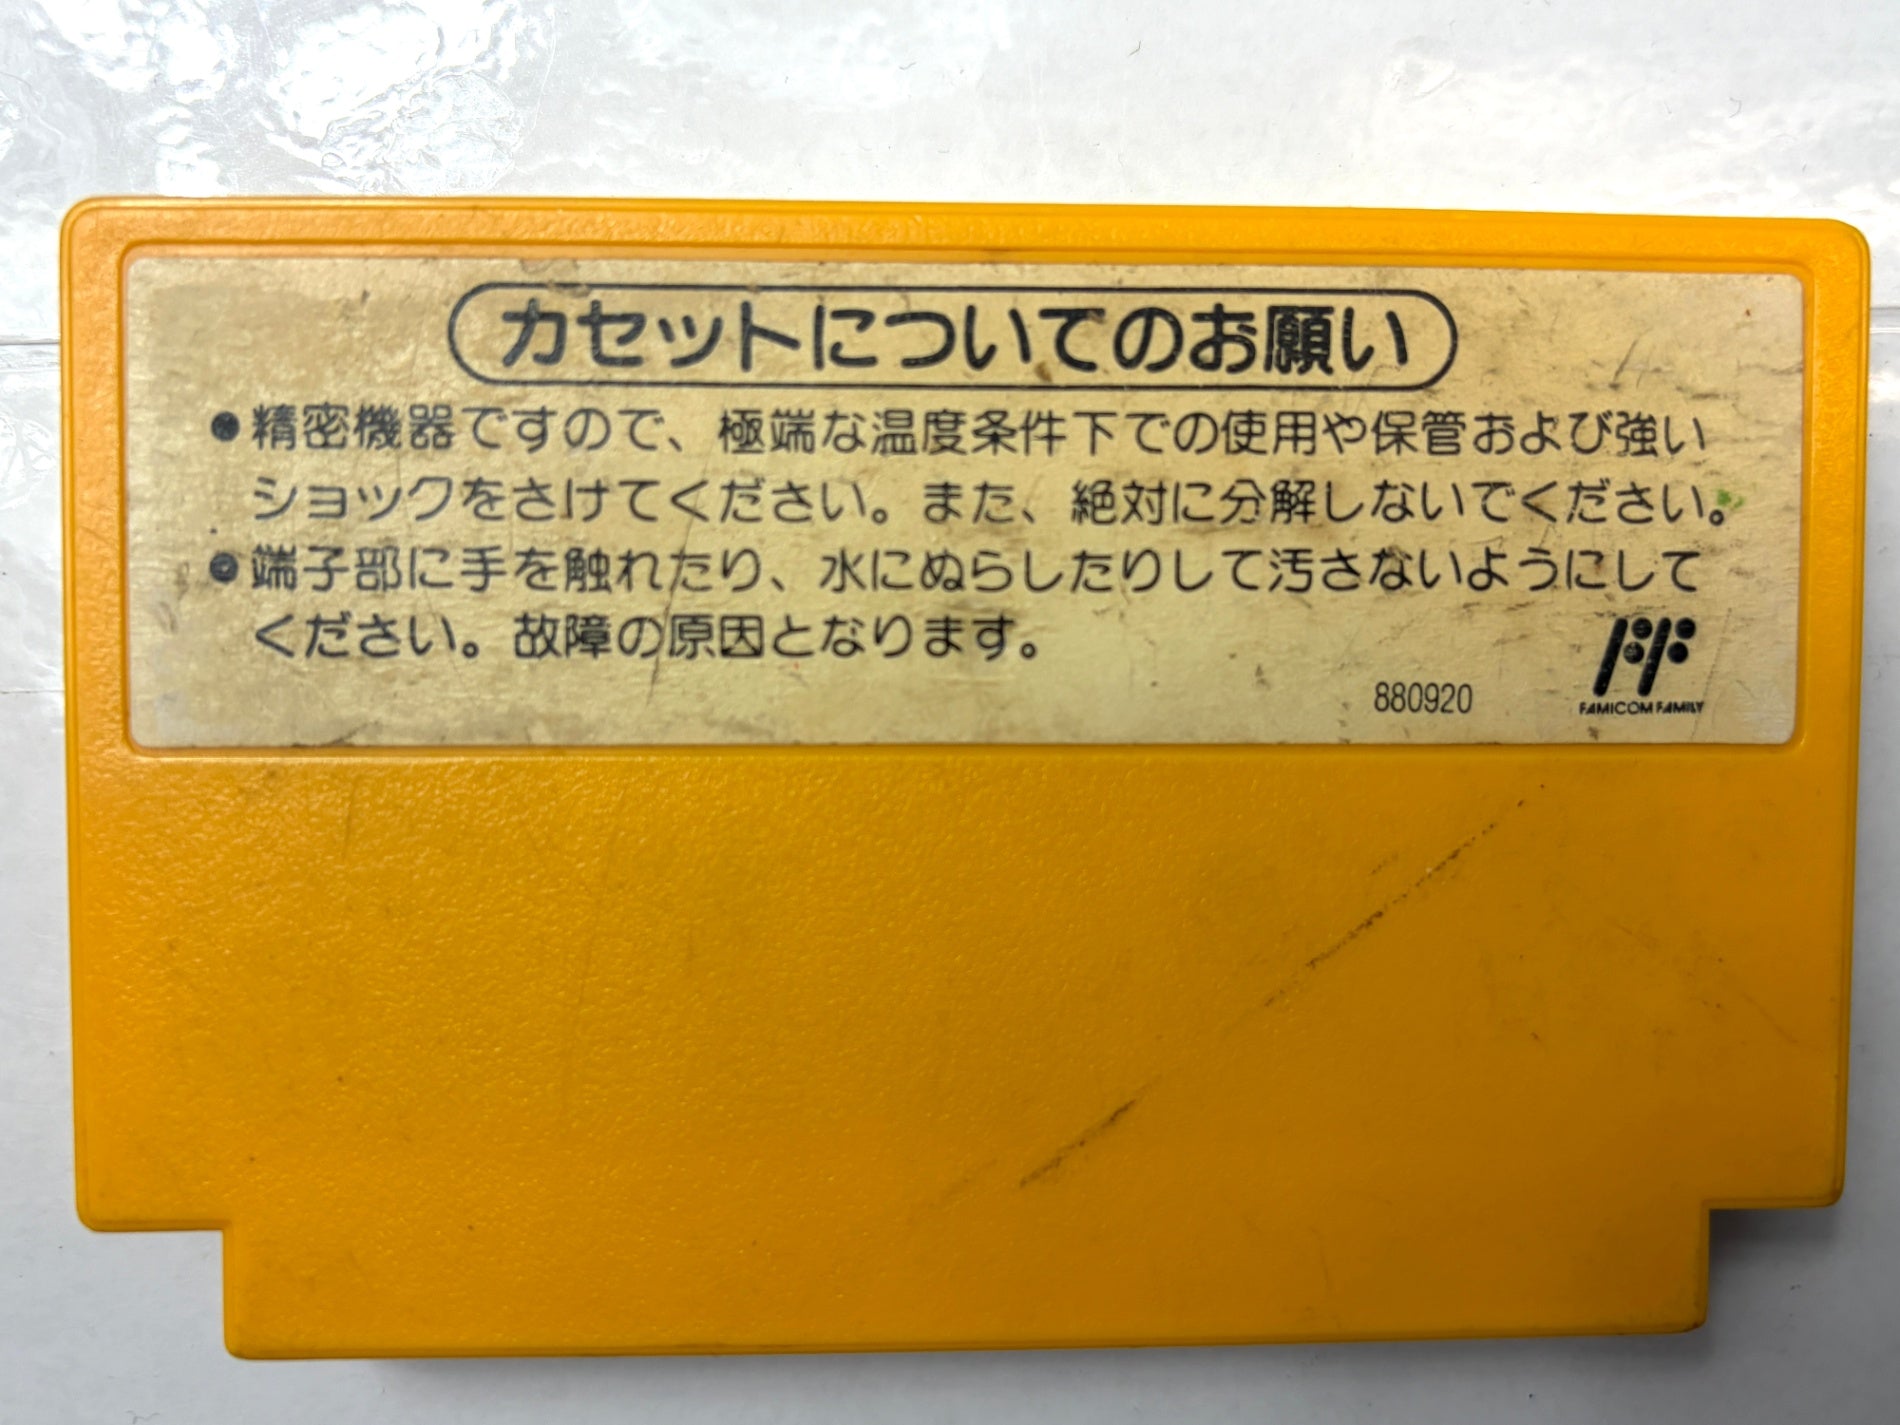 カセットについてのお願い
●精密機器ですので、極端な温度条件下での使用や保管および強い
ショックをさけてください。また、絶対に分解しないでください。
●端子部に手を触れたり、水にぬらしたりして汚さないようにして
ください。故障の原因となります。
880920
FF
FAMICOM FAMILY